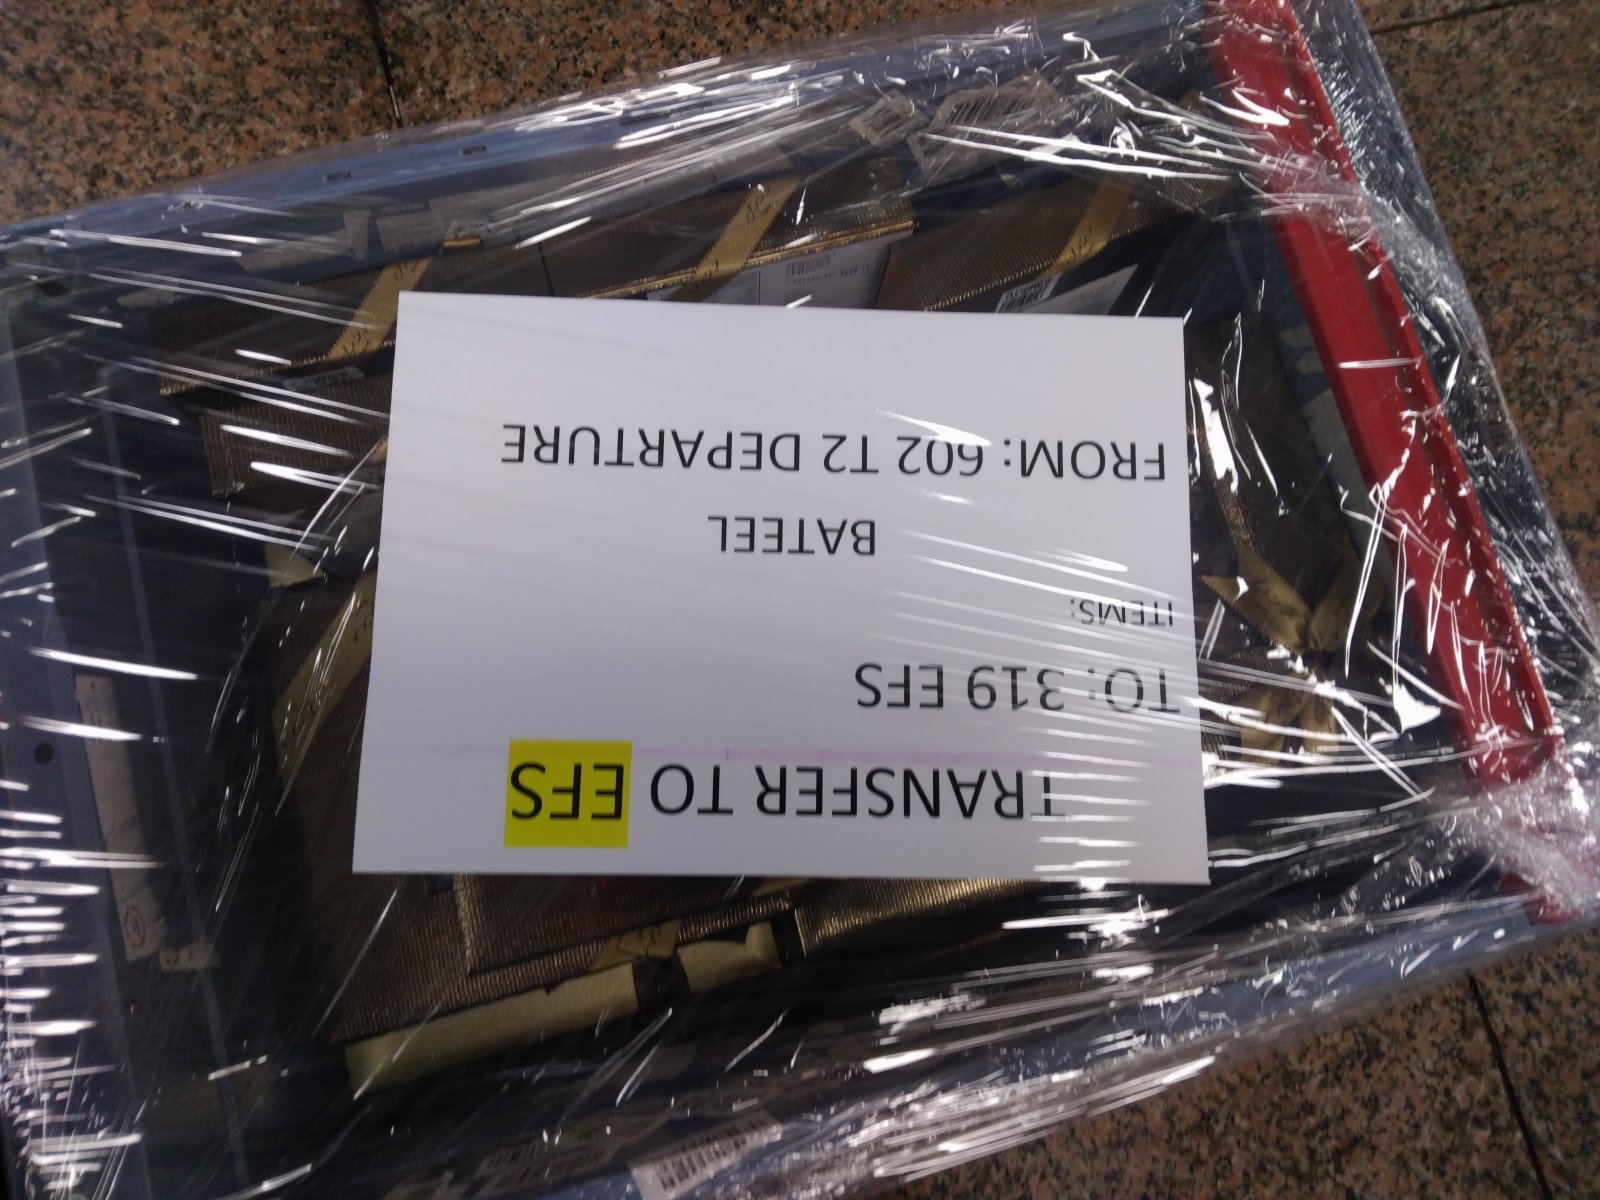 TRANSFER TO EFS
TO: 319 EFS
ITEMS:
BATEEL
FROM: 602 T2 DEPARTURE